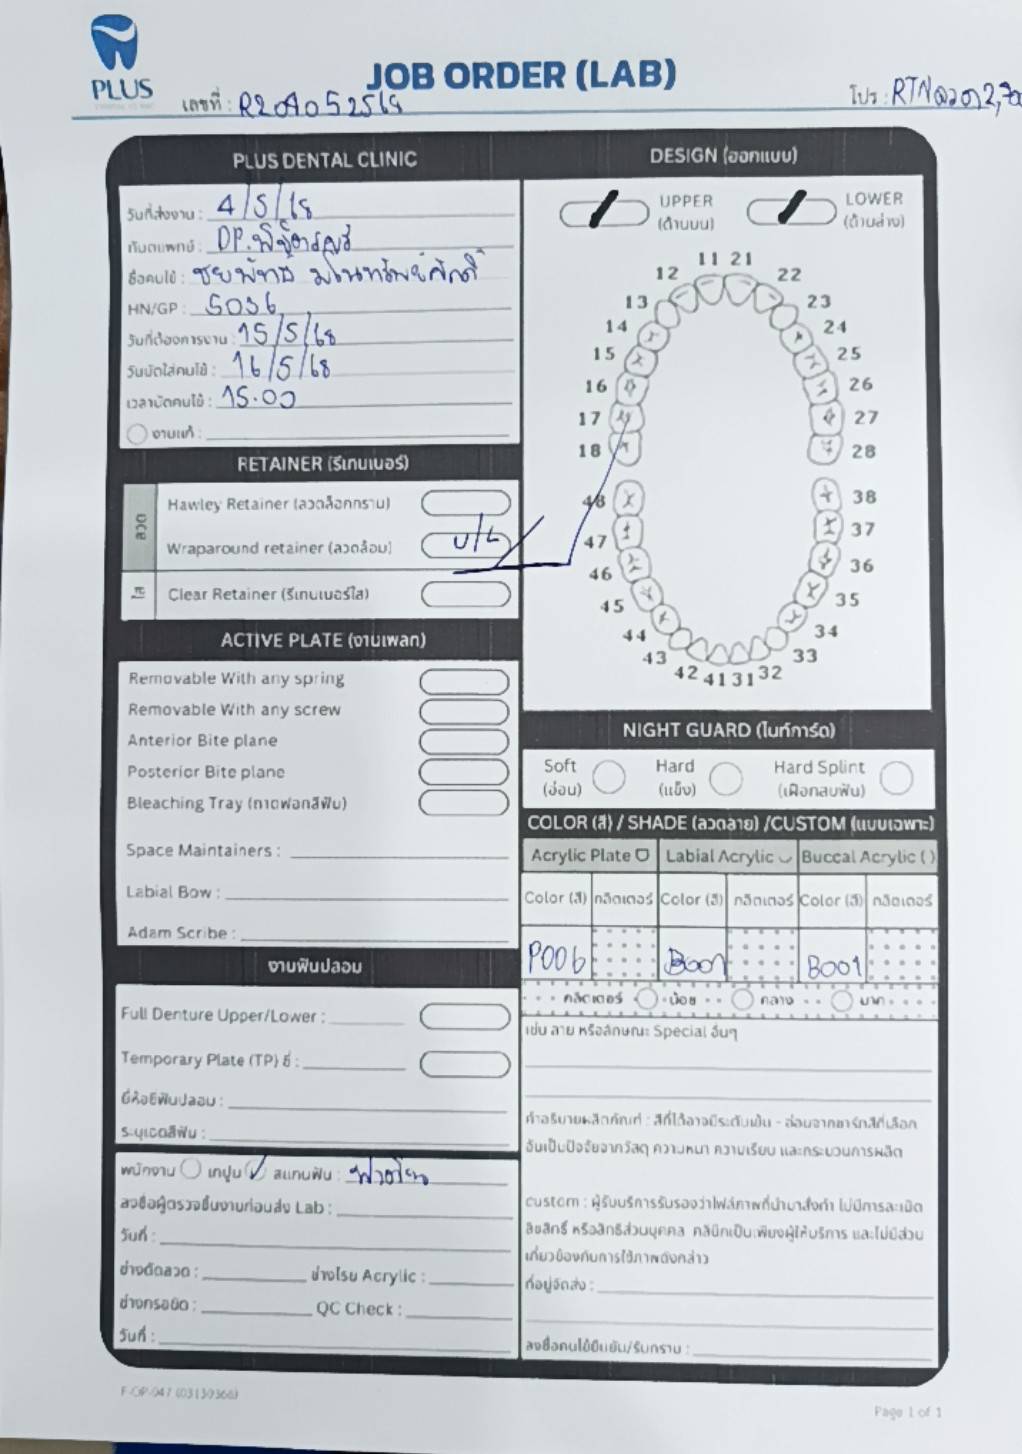 PLUS
JOB ORDER (LAB)
เลขที่ : R204052568
โปร : RTNลวด 2,
PLUS DENTAL CLINIC
วันที่ส่งงาน : 4/5/68
ทันตแพทย์ : DP.
ชื่อคนไข้ :
HN/GP : 5036
วันที่ต้องการงาน : 15/5/68
วันนัดใส่คนไข้ : 16/5/68
เวลานัดคนไข้ : 15.00
งานแก้ :
RETAINER (รีเทนเนอร์)
ลวด
Hawley Retainer (ลวดล็อกกราม)
Wraparound retainer (ลวดล้อม) U/L
ใส
Clear Retainer (รีเทนเนอร์ใส)
ACTIVE PLATE (งานเพลท)
Removable With any spring
Removable With any screw
Anterior Bite plane
Posterior Bite plane
Bleaching Tray (ถาดฟอกสีฟัน)
Space Maintainers :
Labial Bow :
Adam Scribe :
งานฟันปลอม
Full Denture Upper/Lower :
Temporary Plate (TP) ซี่ :
ยี่ห้อซี่ฟันปลอม :
ระบุเฉดสีฟัน :
พนักงาน เทปูน สแกนฟัน :
ลงชื่อผู้ตรวจชิ้นงานก่อนส่ง Lab :
วันที่ :
ช่างดัดลวด : ช่างโรย Acrylic :
ช่างกรอขัด : QC Check :
วันที่ :
DESIGN (ออกแบบ)
UPPER (ด้านบน)
LOWER (ด้านล่าง)
11 21
12 22
13 23
14 24
15 25
16 26
17 27
18 28
48 38
47 37
46 36
45 35
44 34
43 33
42 41 31 32
NIGHT GUARD (ไนท์การ์ด)
Soft (อ่อน)
Hard (แข็ง)
Hard Splint (เฝือกสบฟัน)
COLOR (สี) / SHADE (ลวดลาย) /CUSTOM (แบบเฉพาะ)
Acrylic Plate Labial Acrylic Buccal Acrylic ( )
Color (สี) กลิตเตอร์ Color (สี) กลิตเตอร์ Color (สี) กลิตเตอร์
P006 B001 B001
กลิตเตอร์ น้อย กลาง มาก
เช่น ลาย หรือลักษณะ Special อื่นๆ
คำอธิบายผลิตภัณฑ์ : สีที่ได้อาจมีระดับเข้ม - อ่อนจากชาร์ทสีที่เลือก
อันเป็นปัจจัยจากวัสดุ ความหนา ความเรียบ และกระบวนการผลิต
custom : ผู้รับบริการรับรองว่าไฟล์ภาพที่นำมาสั่งทำ ไม่มีการละเมิด
ลิขสิทธิ์ หรือสิทธิส่วนบุคคล คลินิกเป็นเพียงผู้ให้บริการ และไม่มีส่วน
เกี่ยวข้องกับการใช้ภาพดังกล่าว
ที่อยู่จัดส่ง :
ลงชื่อคนไข้ยืนยัน/รับทราบ :
Page 1 of 1